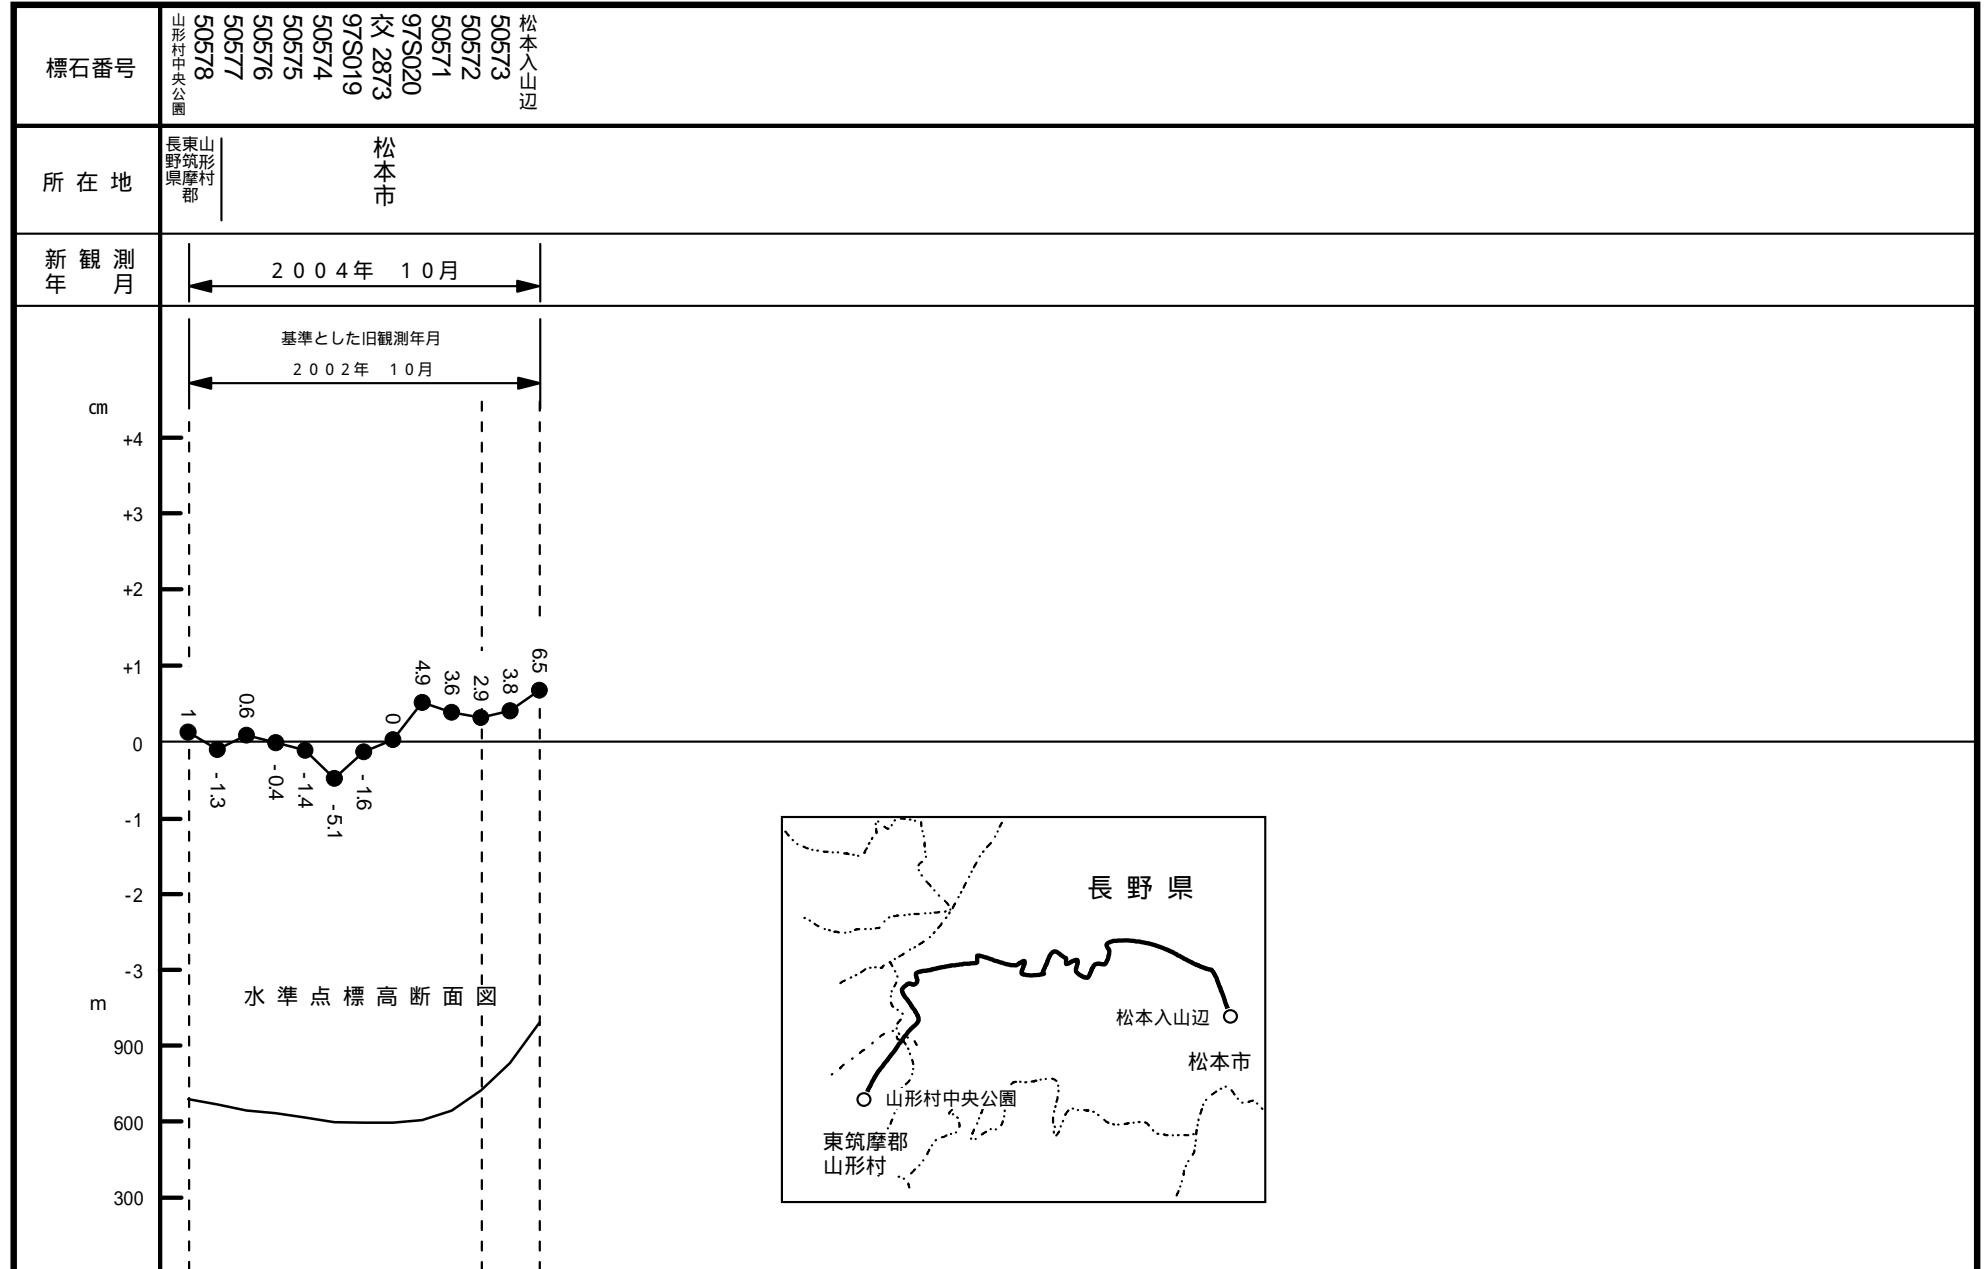 標石番号
山形村中央公園
50578
50577
50576
50575
50574
97S019
交 2873
97S020
50571
50572
50573
松本入山辺
所在地
長野県
東筑摩郡
山形村
松本市
新観測
年 月
2004年 10月
基準とした旧観測年月
2002年 10月
cm
+4
+3
+2
+1
0
-1
-2
-3
1
-1.3
0.6
-0.4
-1.4
-5.1
-1.6
0
4.9
3.6
2.9
3.8
6.5
水準点標高断面図
m
900
600
300
長野県
松本入山辺
松本市
山形村中央公園
東筑摩郡
山形村